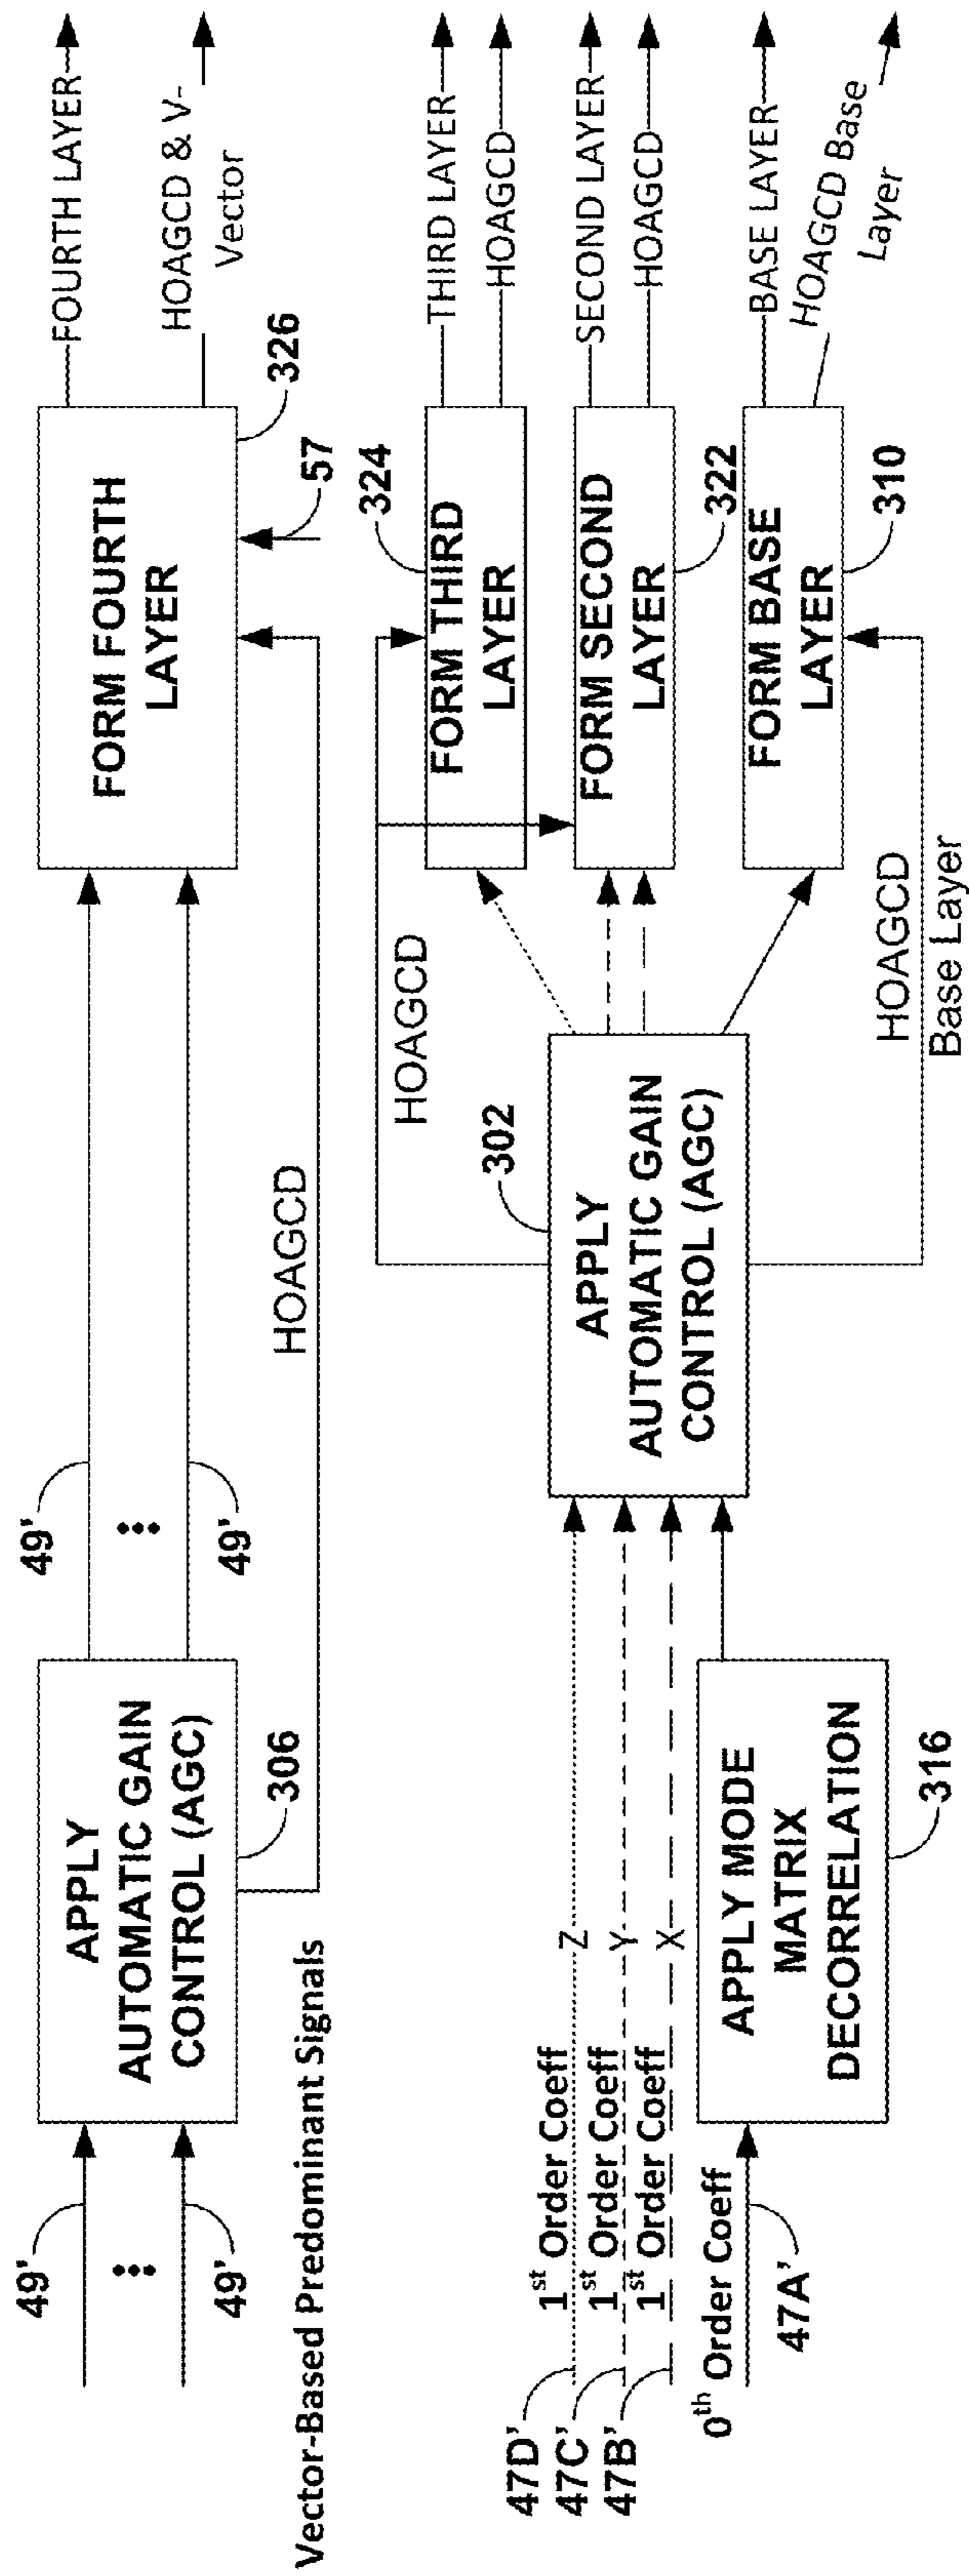 49'
49'
APPLY
AUTOMATIC GAIN
CONTROL (AGC)
306
49'
49'
FORM FOURTH
LAYER
326
57
FOURTH LAYER
HOAGCD & V-
Vector
HOAGCD
Vector-Based Predominant Signals
47D'
47C'
47B'
1st Order Coeff
Z
1st Order Coeff
Y
1st Order Coeff
X
0th Order Coeff
47A'
APPLY MODE
MATRIX
DECORRELATION
316
APPLY
AUTOMATIC GAIN
CONTROL (AGC)
302
HOAGCD
HOAGCD
Base Layer
FORM THIRD
LAYER
324
THIRD LAYER
HOAGCD
FORM SECOND
LAYER
322
SECOND LAYER
HOAGCD
FORM BASE
LAYER
310
BASE LAYER
HOAGCD Base
Layer